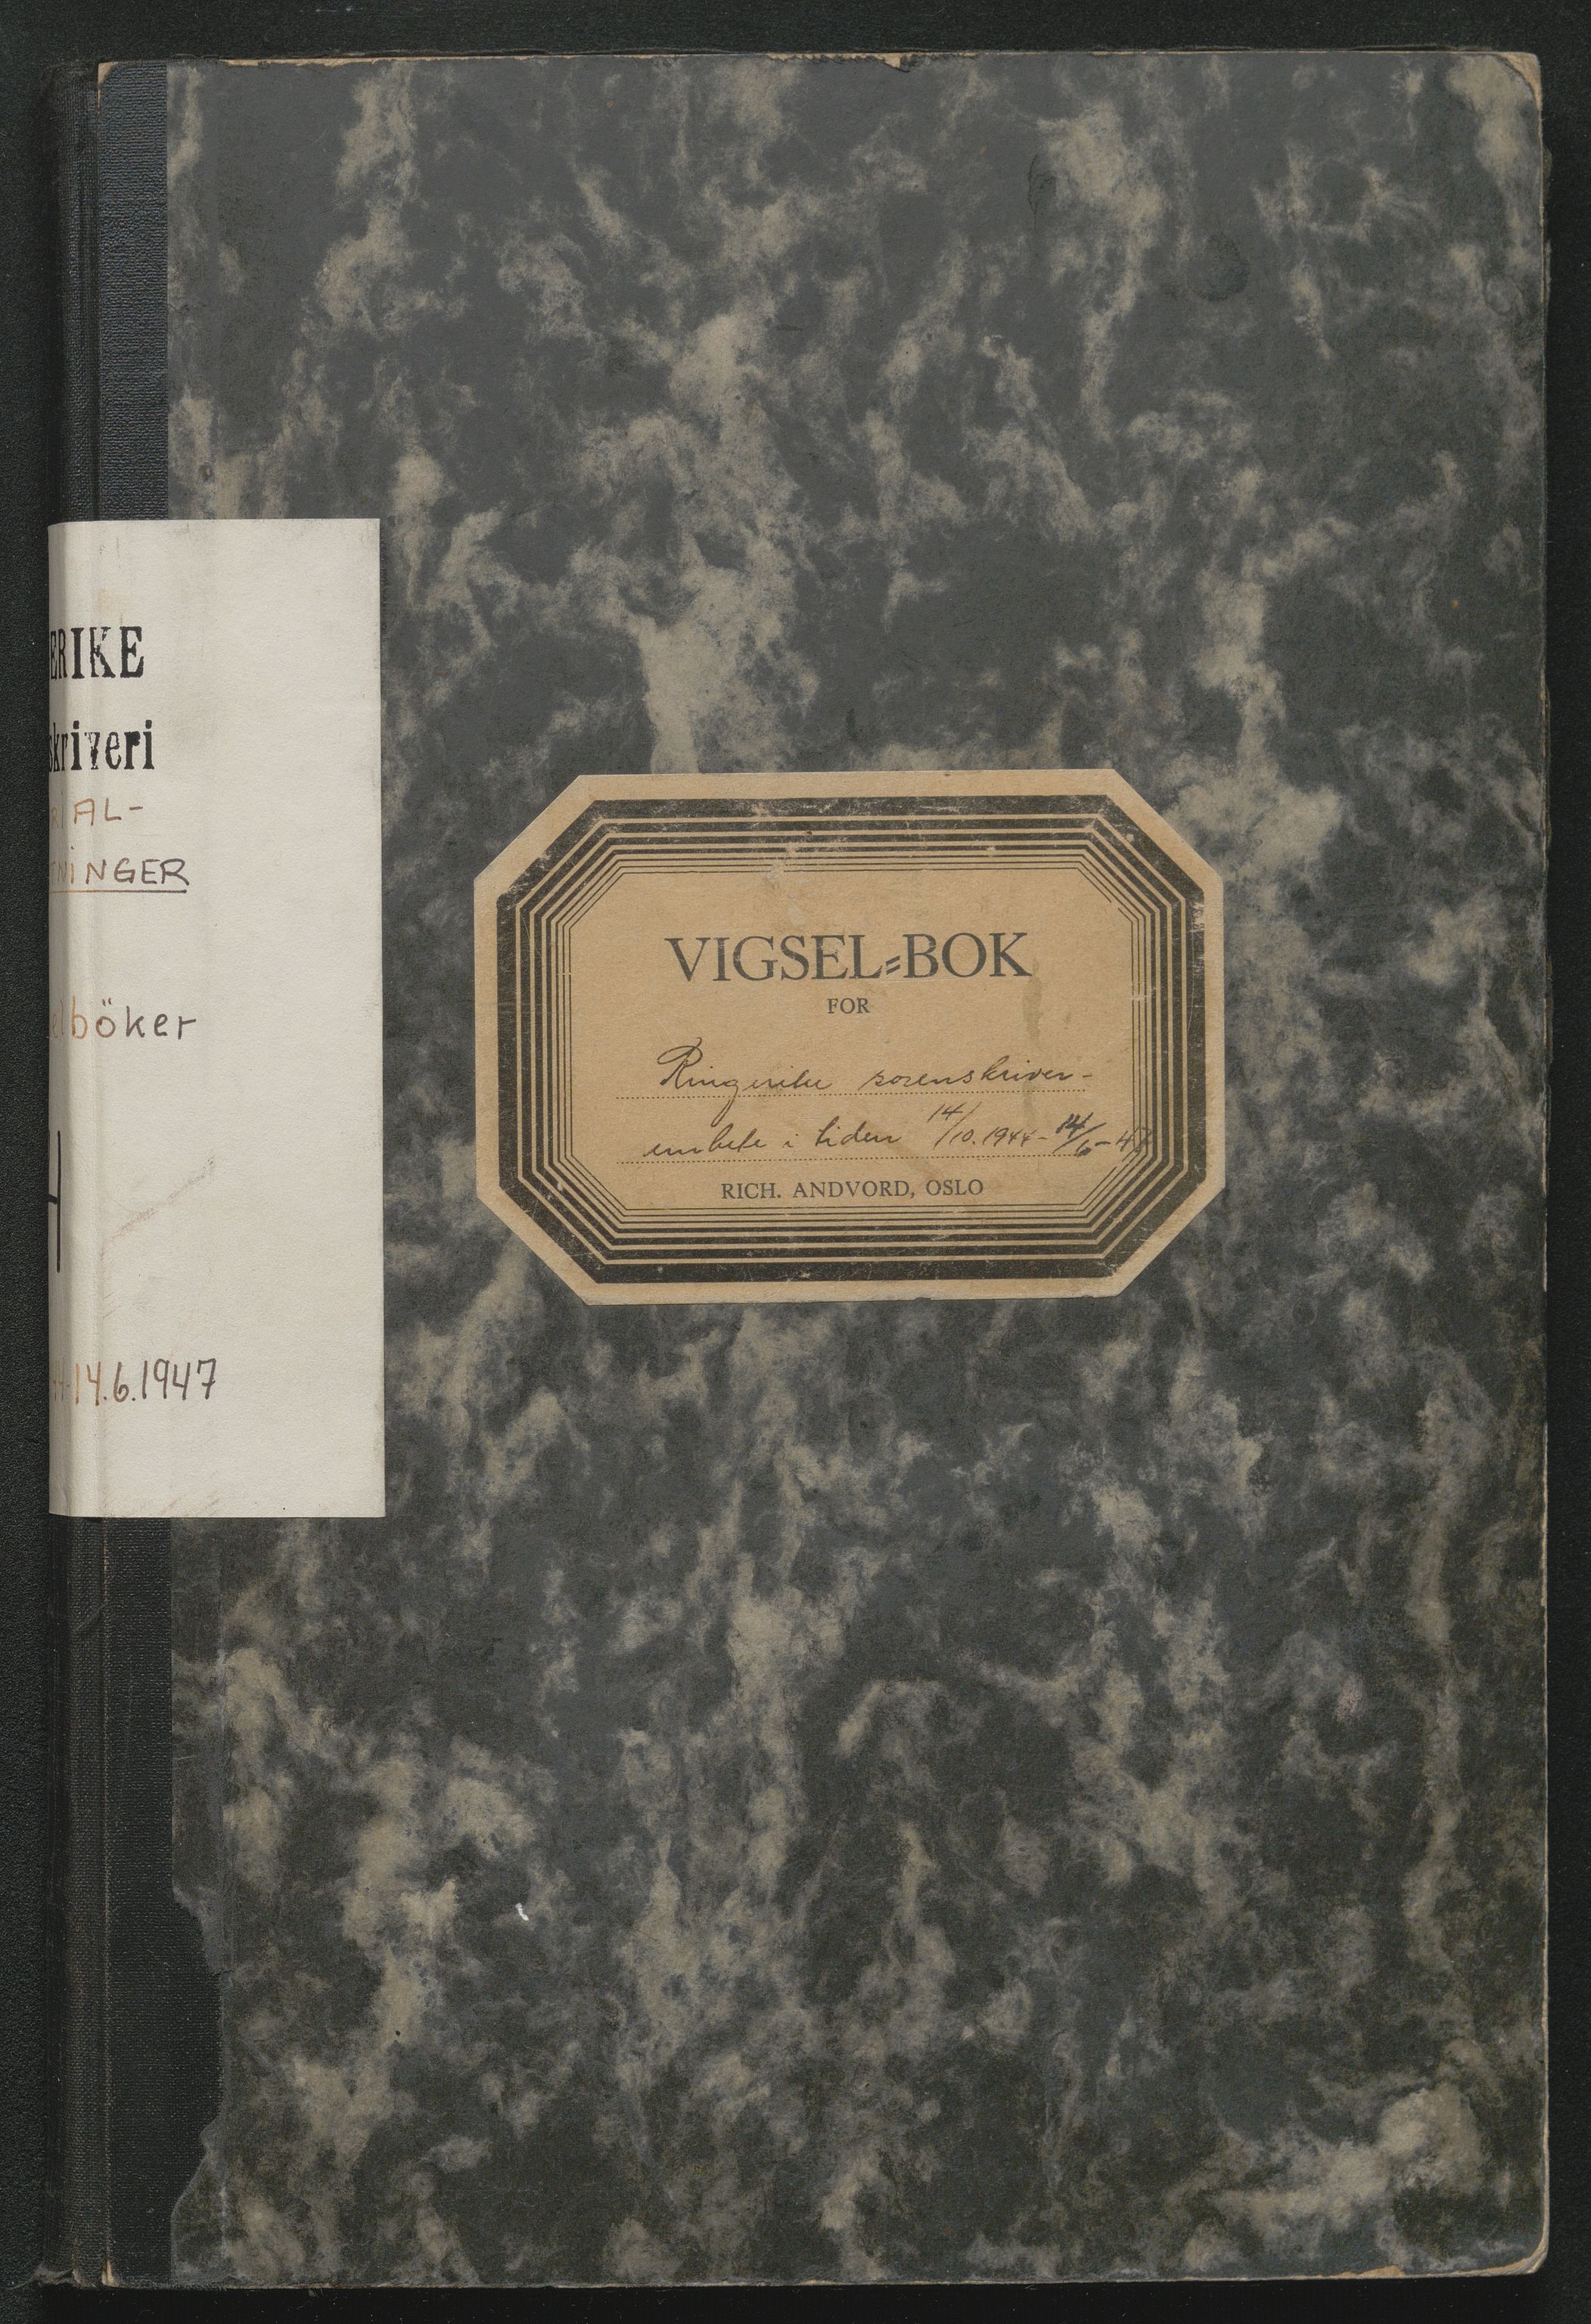 ERIKE
skriveri
RIAL-
TNINGER
elböker
4
44-14.6.1947
VIGSEL=BOK
FOR
Ringerike sorenskriver-
embete i tiden 14/10.1944-14/6-47
RICH. ANDVORD, OSLO